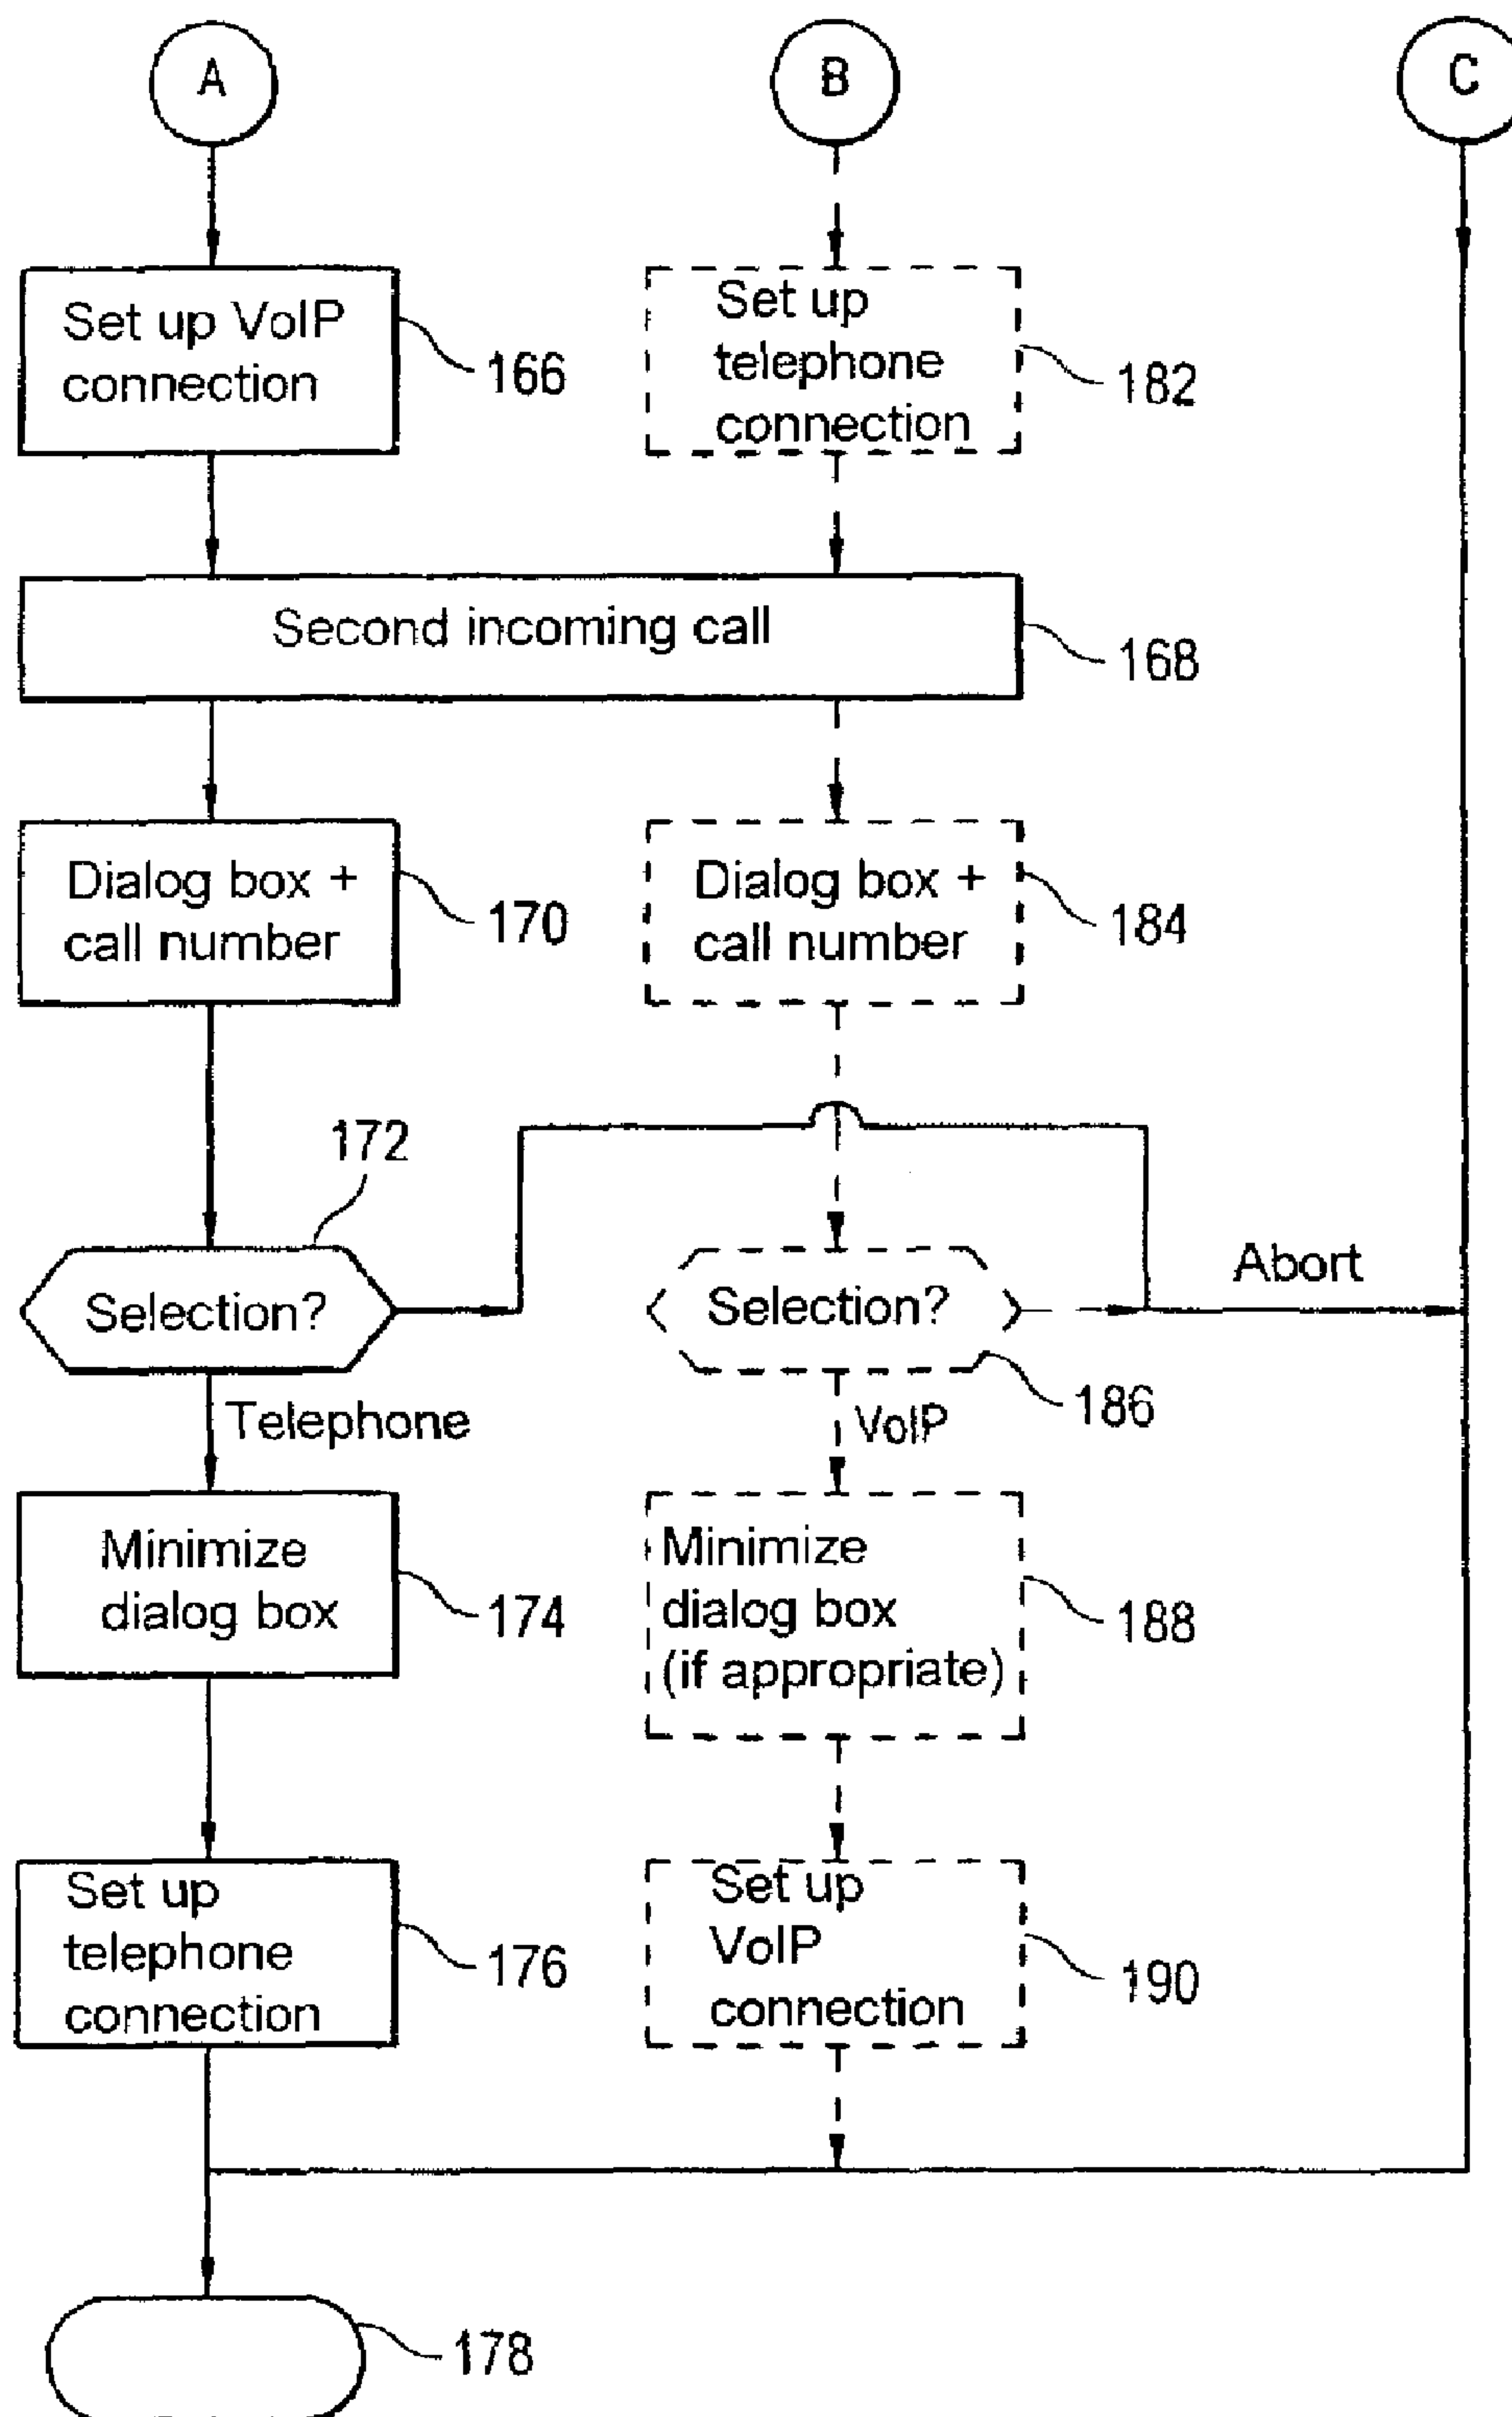 A
B
C
Set up VoIP
connection
166
Set up
telephone
connection
182
Second incoming call
168
Dialog box +
call number
170
Dialog box +
call number
184
172
Selection?
Selection?
Abort
186
Telephone
VoIP
Minimize
dialog box
174
Minimize
dialog box
(if appropriate)
188
Set up
telephone
connection
176
Set up
VoIP
connection
190
178